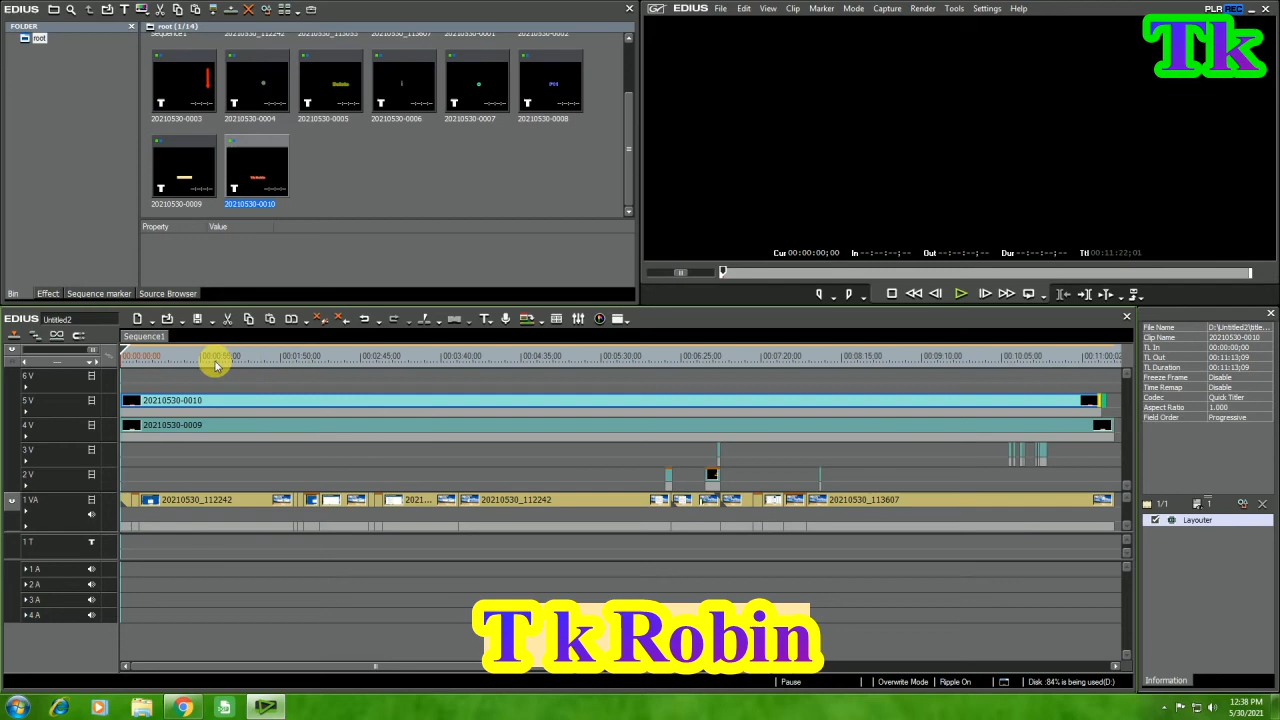 EDIUS
FOLDER
root
root (1/14)
20210530-0003
20210530-0004
20210530-0005
20210530-0006
20210530-0007
20210530-0008
20210530-0009
20210530-0010
Property Value
Bin Effect Sequence marker Source Browser
EDIUS File Edit View Clip Marker Mode Capture Render Tools Settings Help
PLR REC
Tk
Cur 00:00:00;00 In --:--:--;-- Out --:--:--;-- Dur --:--:--;-- Ttl 00:11:22;01
EDIUS Untitled2
Sequence1
00:00:00;00 00:00:55;00 00:01:50;00 00:02:45;00 00:03:40;00 00:04:35;00 00:05:30;00 00:06:25;00 00:07:20;00 00:08:15;00 00:09:10;00 00:10:05;00 00:11:00;02
6 V
5 V 20210530-0010
4 V 20210530-0009
3 V
2 V
1 VA 20210530_112242 2021... 20210530_112242 20210530_113607
1 T T
1 A
2 A
3 A
4 A
T k Robin
File Name D:\Untitled2\title...
Clip Name 20210530-0010
TL In 00:00:00;00
TL Out 00:11:13;09
TL Duration 00:11:13;09
Freeze Frame Disable
Time Remap Disable
Codec Quick Titler
Aspect Ratio 1.000
Field Order Progressive
1/1 1
Layouter
Information
Pause Overwrite Mode Ripple On Disk :84% is being used(D:)
12:38 PM
5/30/2021